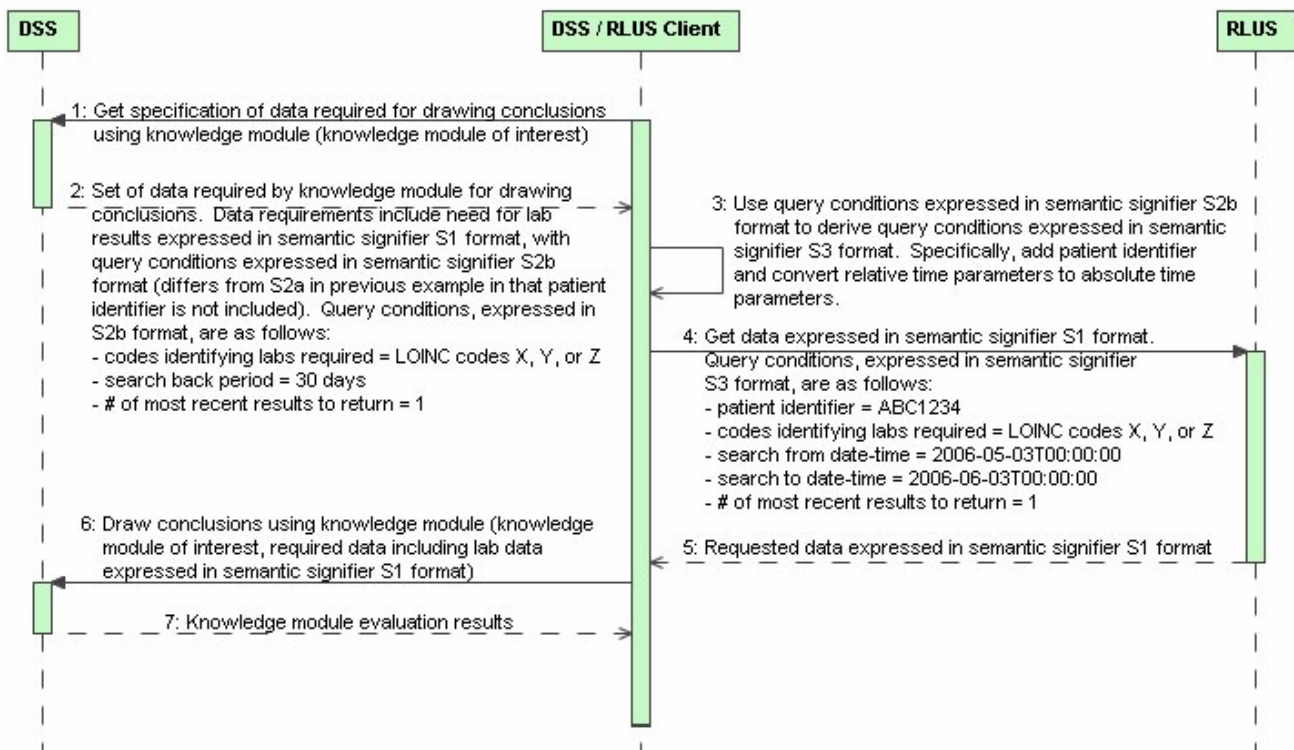 DSS
DSS / RLUS Client
RLUS
1: Get specification of data required for drawing conclusions
using knowledge module (knowledge module of interest)
2: Set of data required by knowledge module for drawing
conclusions. Data requirements include need for lab
results expressed in semantic signifier S1 format, with
query conditions expressed in semantic signifier S2b
format (differs from S2a in previous example in that patient
identifier is not included). Query conditions, expressed in
S2b format, are as follows:
- codes identifying labs required = LOINC codes X, Y, or Z
- search back period = 30 days
- # of most recent results to return = 1
3: Use query conditions expressed in semantic signifier S2b
format to derive query conditions expressed in semantic
signifier S3 format. Specifically, add patient identifier
and convert relative time parameters to absolute time
parameters.
4: Get data expressed in semantic signifier S1 format.
Query conditions, expressed in semantic signifier
S3 format, are as follows:
- patient identifier = ABC1234
- codes identifying labs required = LOINC codes X, Y, or Z
- search from date-time = 2006-05-03T00:00:00
- search to date-time = 2006-06-03T00:00:00
- # of most recent results to return = 1
5: Requested data expressed in semantic signifier S1 format
6: Draw conclusions using knowledge module (knowledge
module of interest, required data including lab data
expressed in semantic signifier S1 format)
7: Knowledge module evaluation results